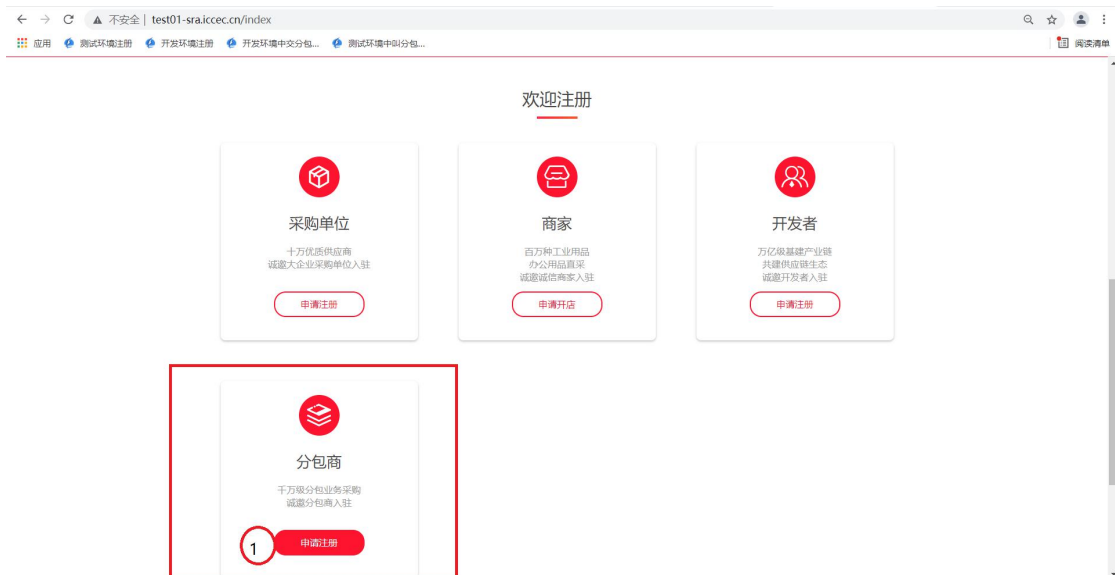 不安全 | test01-sra.iccec.cn/index
应用 测试环境注册 开发环境注册 开发环境中交分包... 测试环境中叫分包... 阅读清单
欢迎注册
采购单位
十万优质供应商
诚邀大企业采购单位入驻
申请注册
商家
百万种工业用品
办公用品直采
诚邀诚信商家入驻
申请开店
开发者
万亿级基建产业链
共建供应链生态
诚邀开发者入驻
申请注册
分包商
千万级分包业务采购
诚邀分包商入驻
1 申请注册